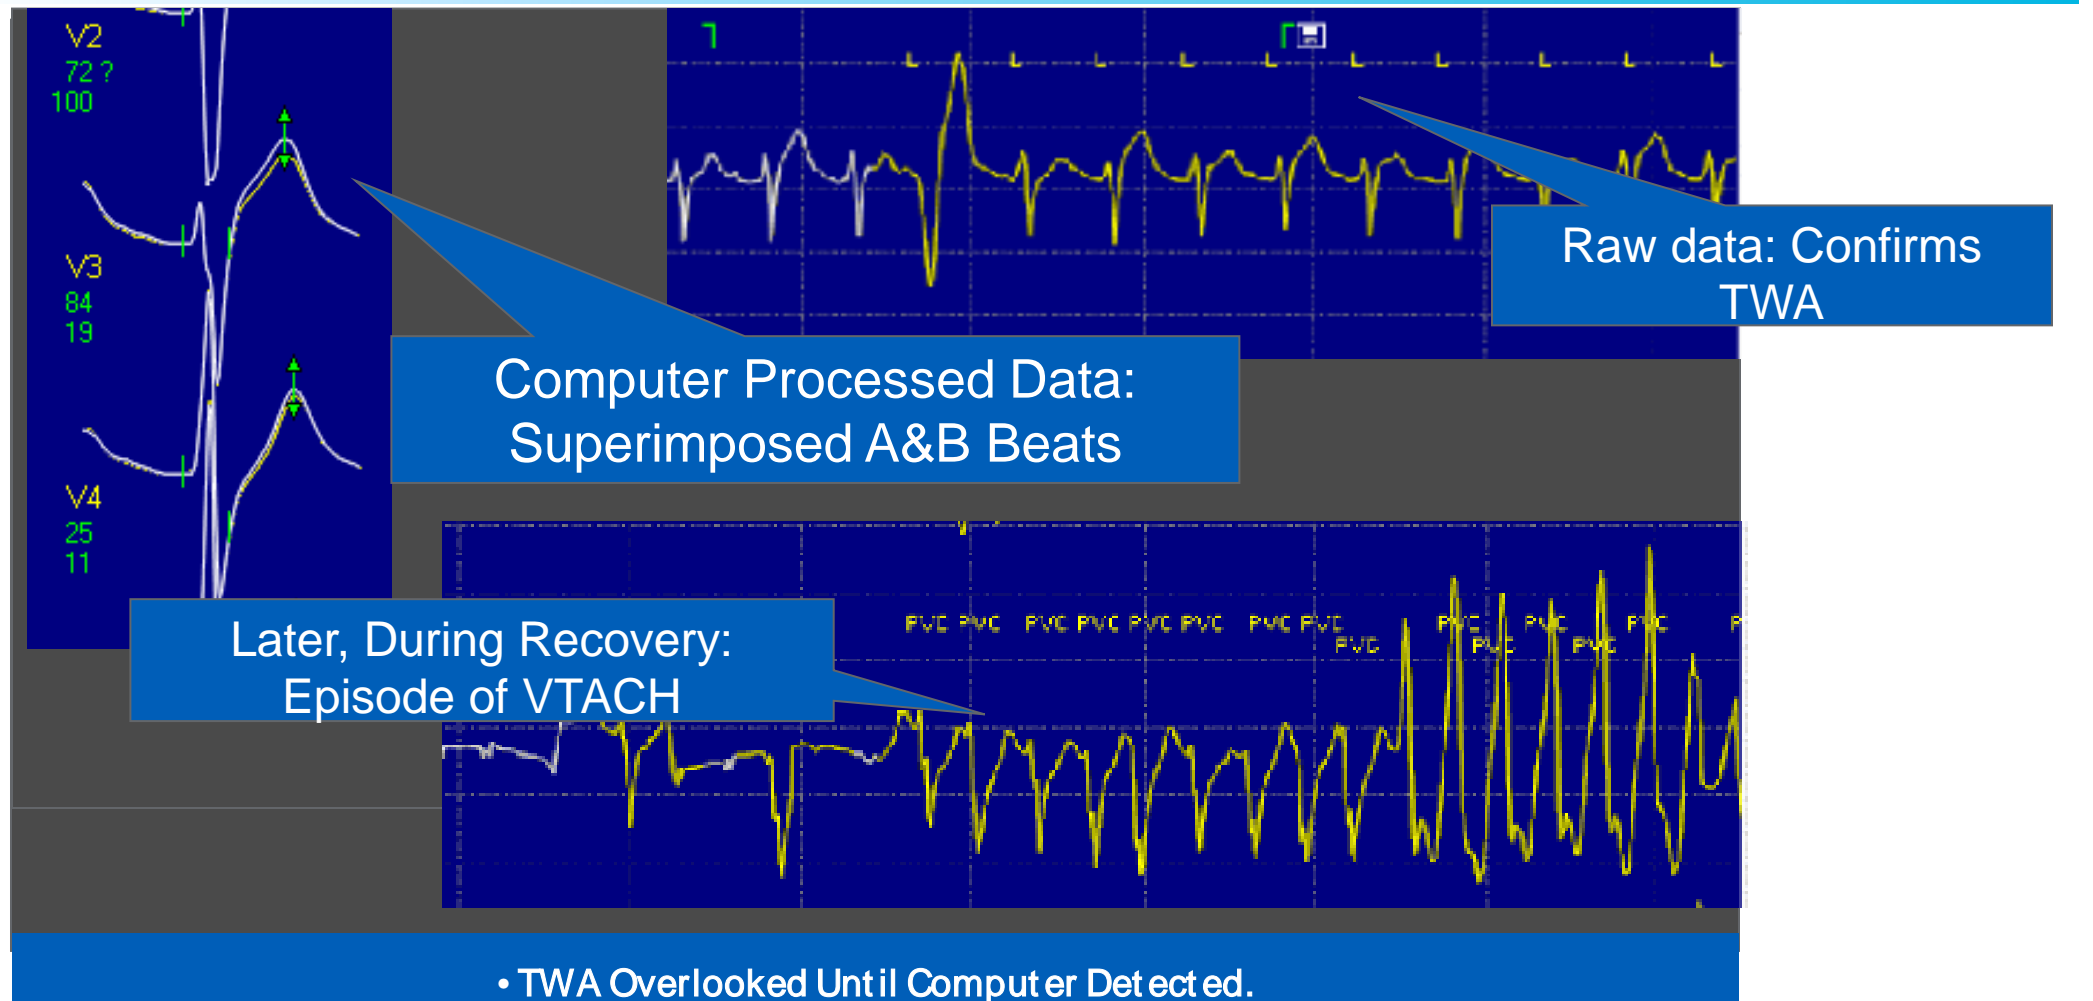 V2
72 ?
100
V3
84
19
V4
25
11
L L L L L L L L L L
Raw data: Confirms
TWA
Computer Processed Data:
Superimposed A&B Beats
Later, During Recovery:
Episode of VTACH
PVC PVC PVC PVC PVC PVC PVC PVC PVC PVC PVC
PVC PVC PVC
• TWA Overlooked Until Computer Detected.